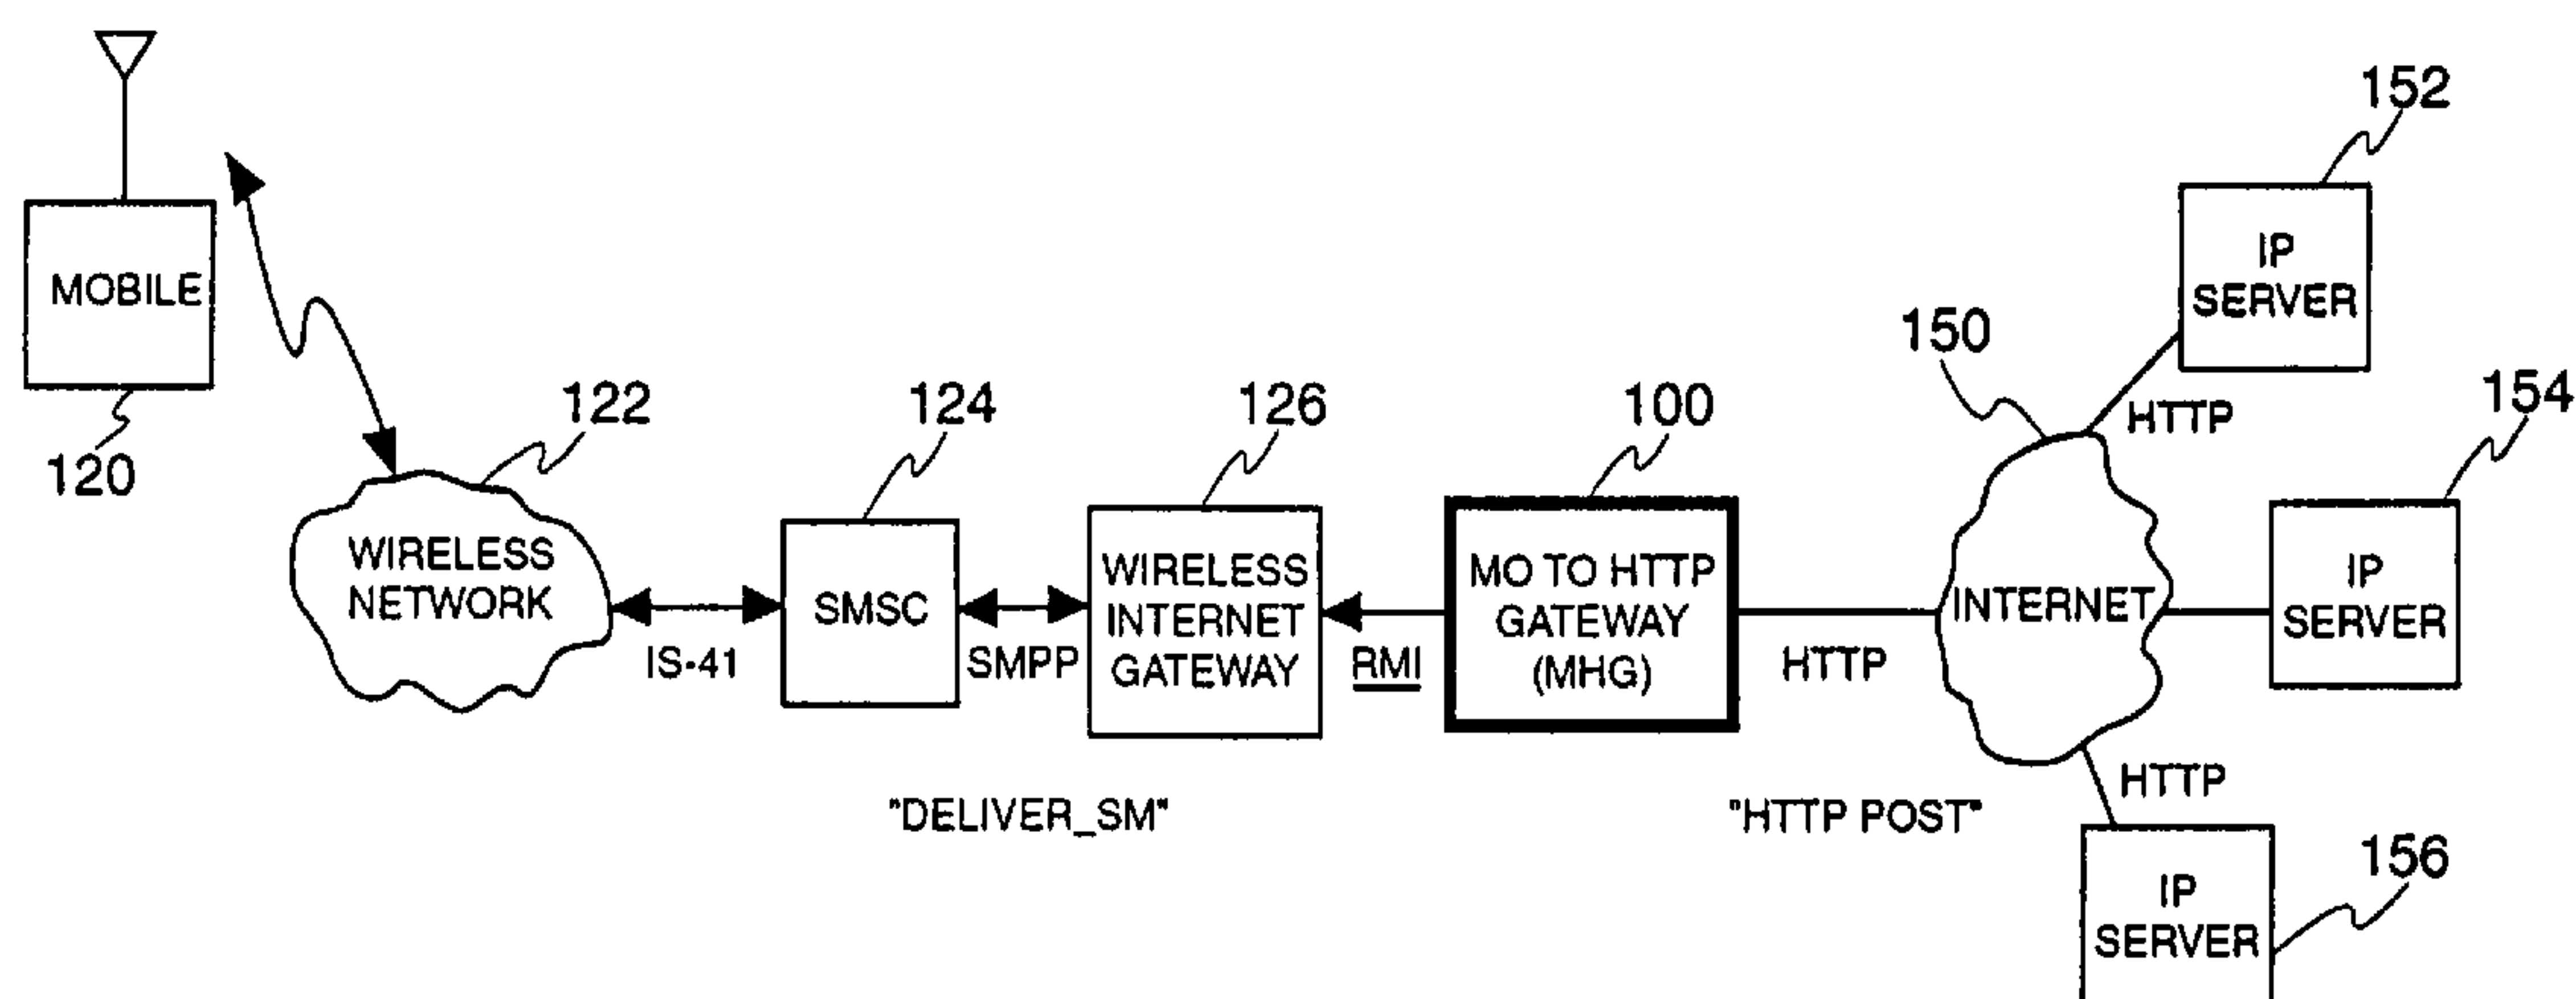 152
IP
SERVER
MOBILE
120
150
HTTP
154
122
124
126
100
WIRELESS
NETWORK
IS-41
SMSC
SMPP
WIRELESS
INTERNET
GATEWAY
RMI
MO TO HTTP
GATEWAY
(MHG)
HTTP
INTERNET
IP
SERVER
"DELIVER_SM"
"HTTP POST"
HTTP
IP
SERVER
156